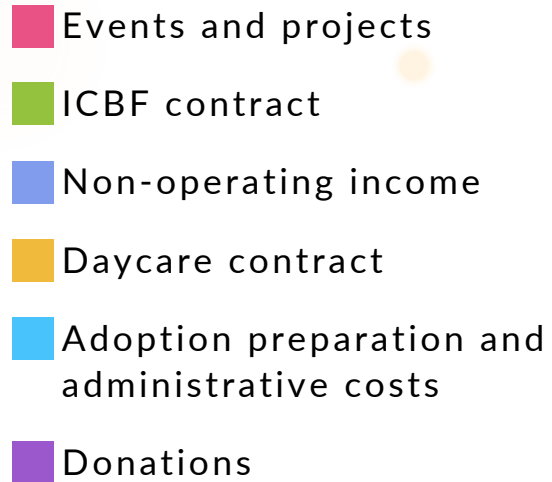 Events and projects
ICBF contract
Non-operating income
Daycare contract
Adoption preparation and
administrative costs
Donations